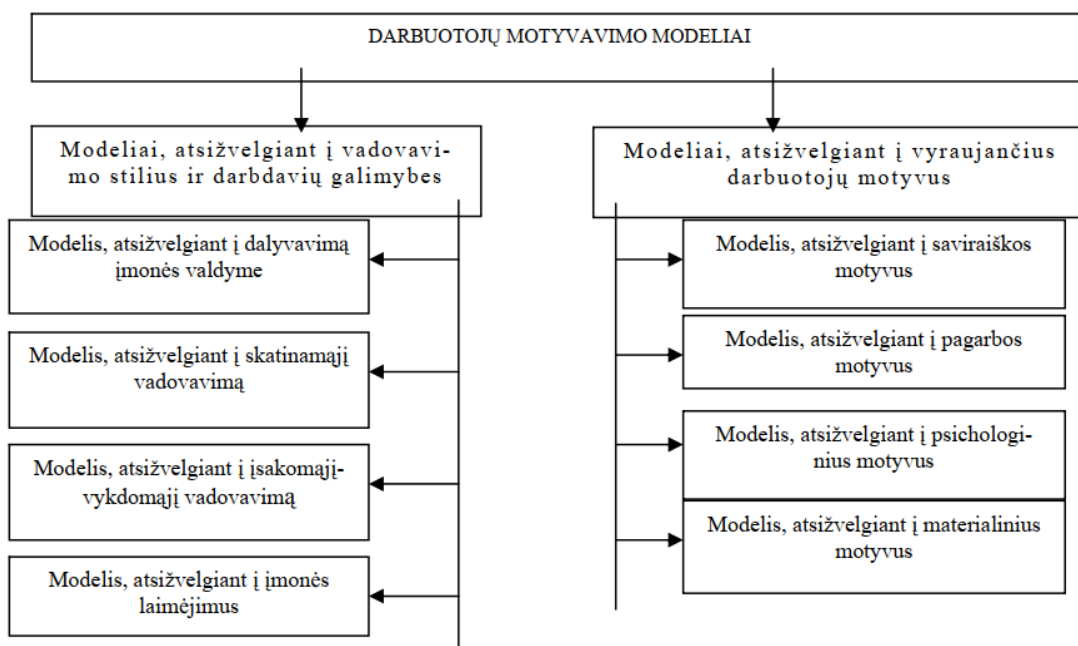 DARBUOTOJŲ MOTYVAVIMO MODELIAI
Modeliai, atsižvelgiant į vadovavi-
mo stilius ir darbdavių galimybes
Modelis, atsižvelgiant į dalyvavimą
įmonės valdyme
Modelis, atsižvelgiant į skatinamąjį
vadovavimą
Modelis, atsižvelgiant į įsakomąjį-
vykdomąjį vadovavimą
Modelis, atsižvelgiant į įmonės
laimėjimus
Modeliai, atsižvelgiant į vyraujančius
darbuotojų motyvus
Modelis, atsižvelgiant į saviraiškos
motyvus
Modelis, atsižvelgiant į pagarbos
motyvus
Modelis, atsižvelgiant į psichologi-
nius motyvus
Modelis, atsižvelgiant į materialinius
motyvus